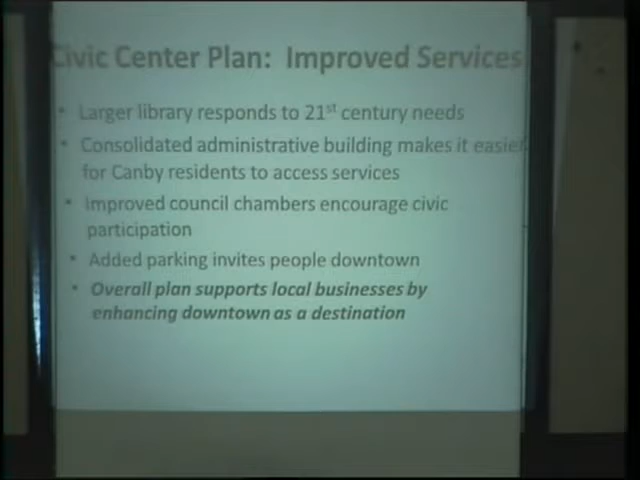 Civic Center Plan: Improved Services
• Larger library responds to 21st century needs
• Consolidated administrative building makes it easier
for Canby residents to access services
• Improved council chambers encourage civic
participation
• Added parking invites people downtown
• Overall plan supports local businesses by
enhancing downtown as a destination